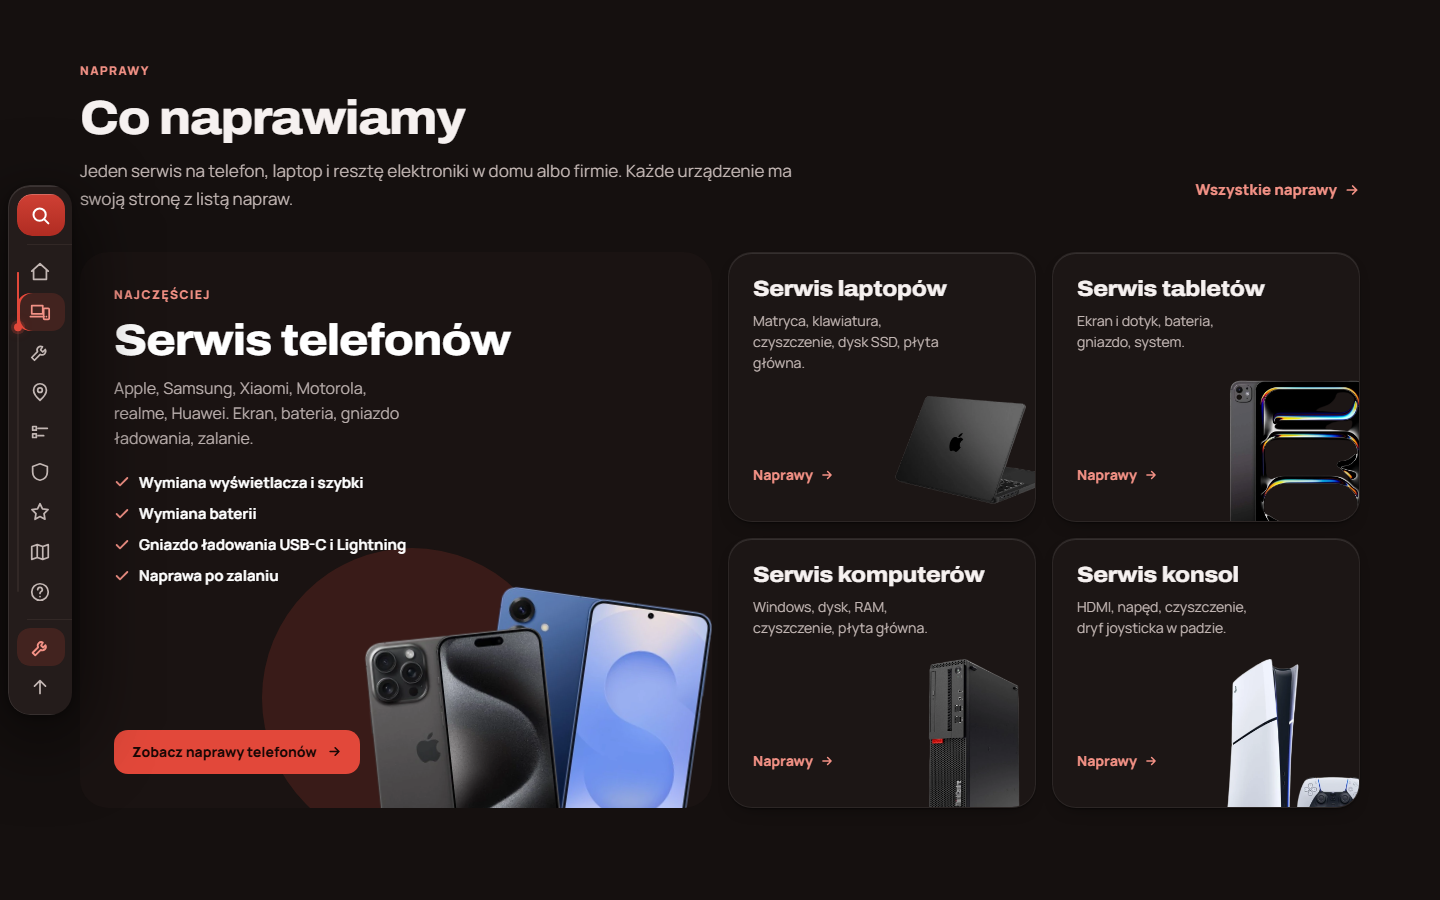 NAPRAWY
Co naprawiamy
Jeden serwis na telefon, laptop i resztę elektroniki w domu albo firmie. Każde urządzenie ma
swoją stronę z listą napraw.
Wszystkie naprawy →
NAJCZĘŚCIEJ
Serwis telefonów
Apple, Samsung, Xiaomi, Motorola,
realme, Huawei. Ekran, bateria, gniazdo
ładowania, zalanie.
Wymiana wyświetlacza i szybki
Wymiana baterii
Gniazdo ładowania USB-C i Lightning
Naprawa po zalaniu
Zobacz naprawy telefonów →
Serwis laptopów
Matryca, klawiatura,
czyszczenie, dysk SSD, płyta
główna.
Naprawy →
Serwis tabletów
Ekran i dotyk, bateria,
gniazdo, system.
Naprawy →
Serwis komputerów
Windows, dysk, RAM,
czyszczenie, płyta główna.
Naprawy →
Serwis konsol
HDMI, napęd, czyszczenie,
dryf joysticka w padzie.
Naprawy →